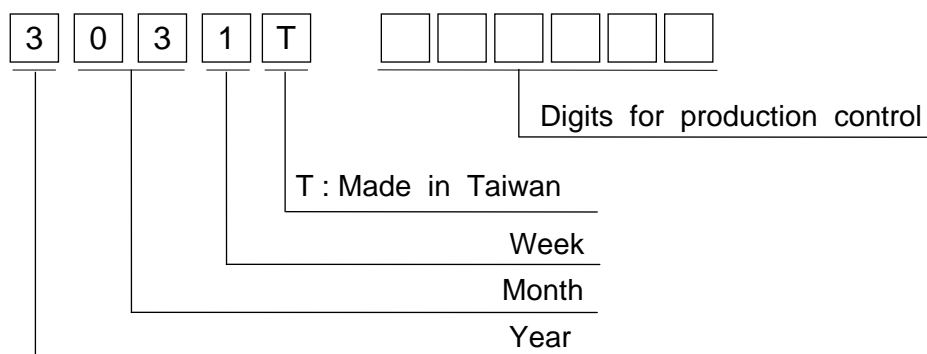 3 0 3 1 T
Digits for production control
T : Made in Taiwan
Week
Month
Year